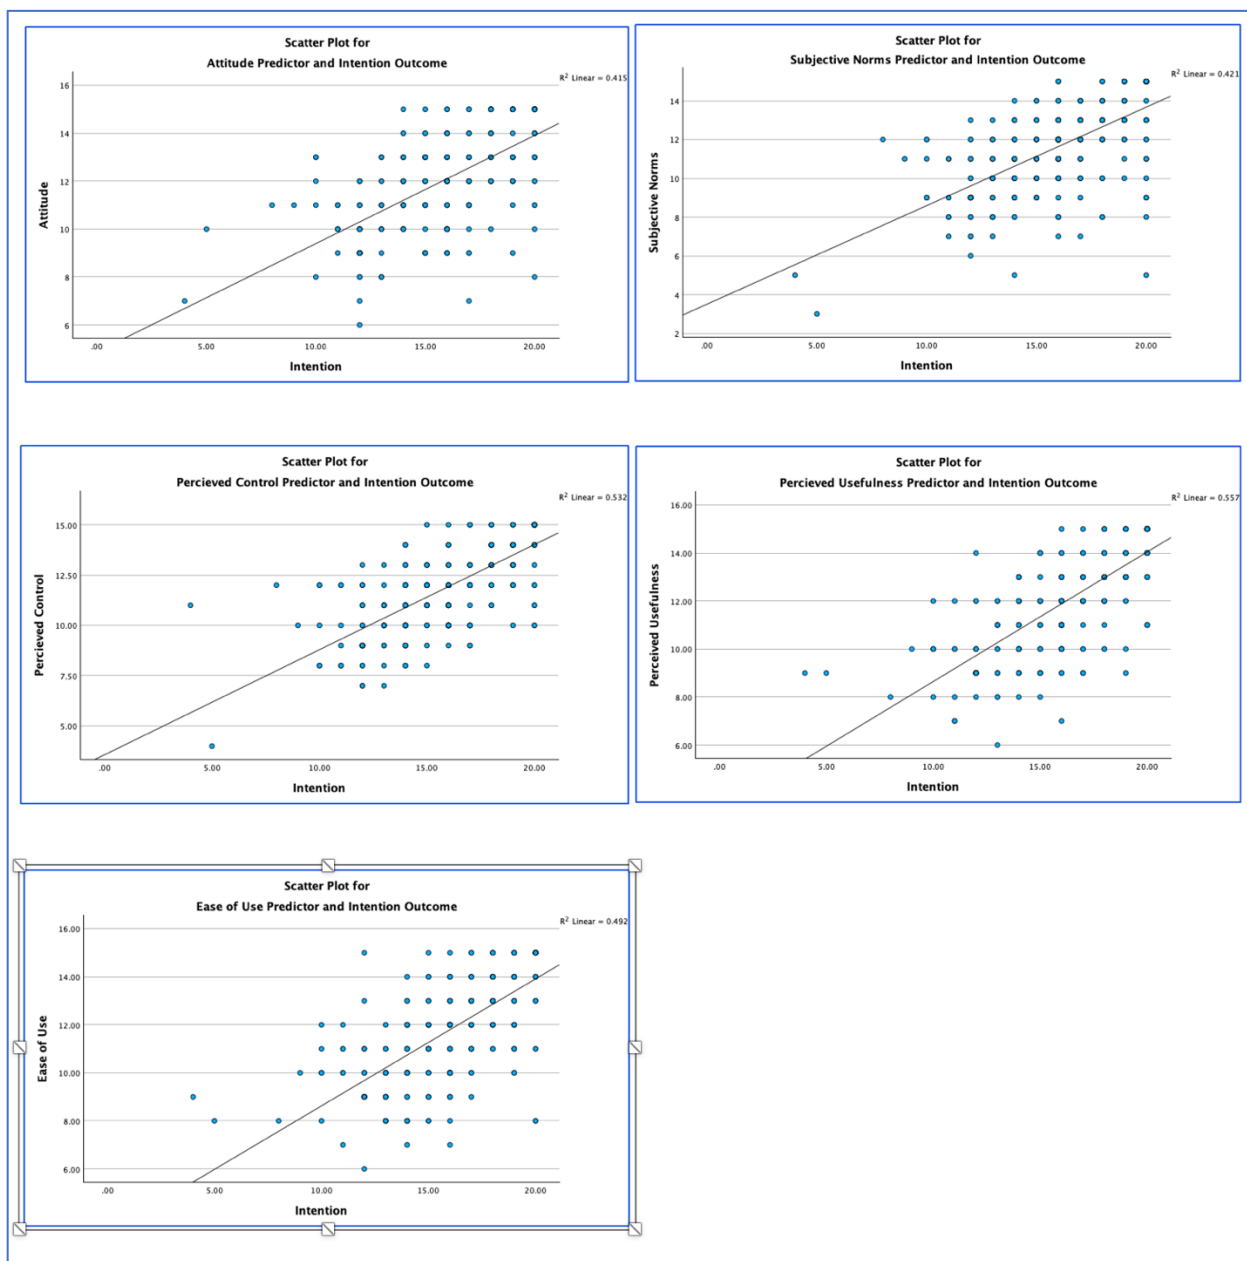 Scatter Plot for
Attitude Predictor and Intention Outcome
R² Linear = 0.415
16
14
12
10
8
6
Attitude
.00 5.00 10.00 15.00 20.00
Intention
Scatter Plot for
Subjective Norms Predictor and Intention Outcome
R² Linear = 0.421
14
12
10
8
6
4
2
Subjective Norms
.00 5.00 10.00 15.00 20.00
Intention
Scatter Plot for
Percieved Control Predictor and Intention Outcome
R² Linear = 0.532
15.00
12.50
10.00
7.50
5.00
Percieved Control
.00 5.00 10.00 15.00 20.00
Intention
Scatter Plot for
Percieved Usefulness Predictor and Intention Outcome
R² Linear = 0.557
16.00
14.00
12.00
10.00
8.00
6.00
Perceived Usefulness
.00 5.00 10.00 15.00 20.00
Intention
Scatter Plot for
Ease of Use Predictor and Intention Outcome
R² Linear = 0.492
16.00
14.00
12.00
10.00
8.00
6.00
Ease of Use
.00 5.00 10.00 15.00 20.00
Intention